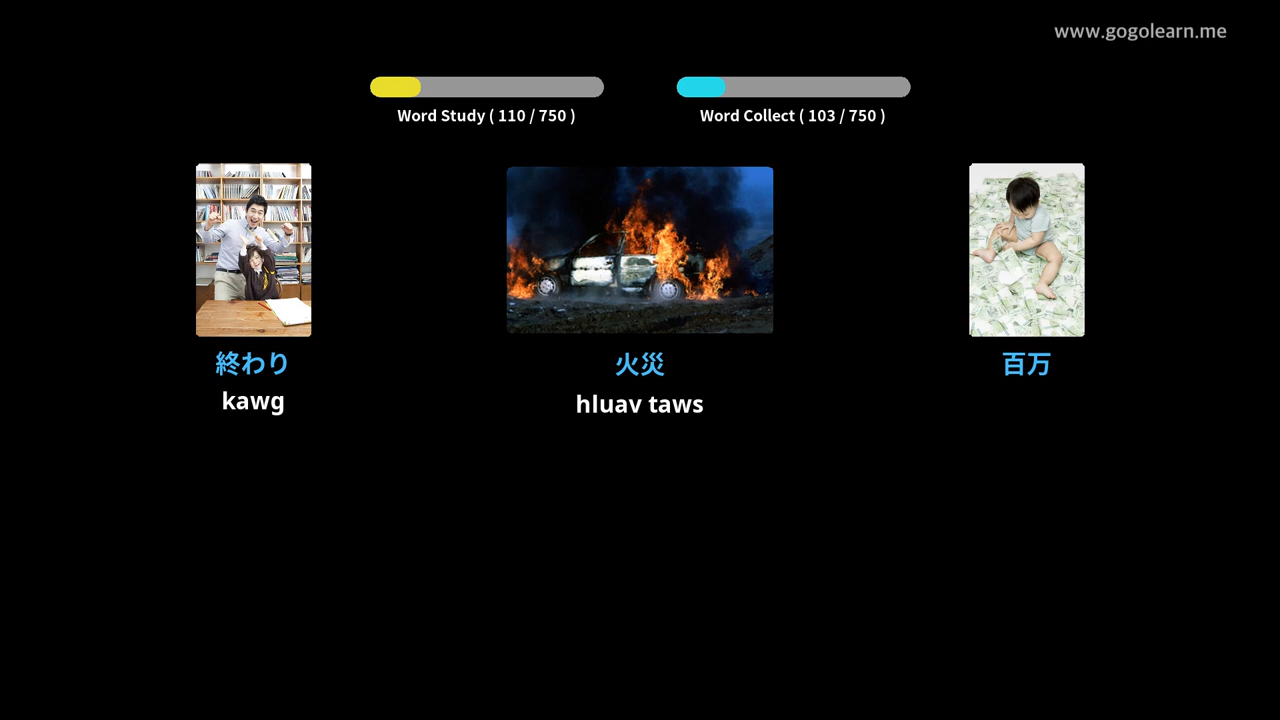 www.gogolearn.me
Word Study ( 110 / 750 )
Word Collect ( 103 / 750 )
終わり
kawg
火災
hluav taws
百万